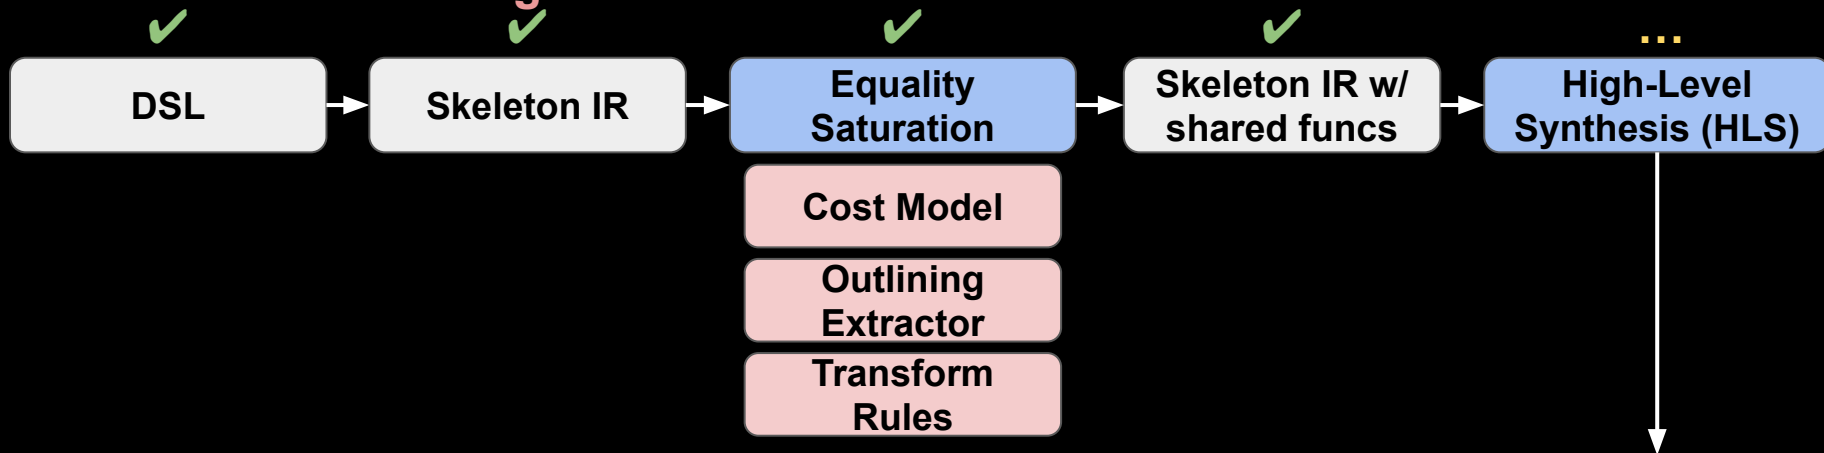 g
✔ ✔ ✔ ✔ ...
DSL
Skeleton IR
Equality
Saturation
Skeleton IR w/
shared funcs
High-Level
Synthesis (HLS)
Cost Model
Outlining
Extractor
Transform
Rules